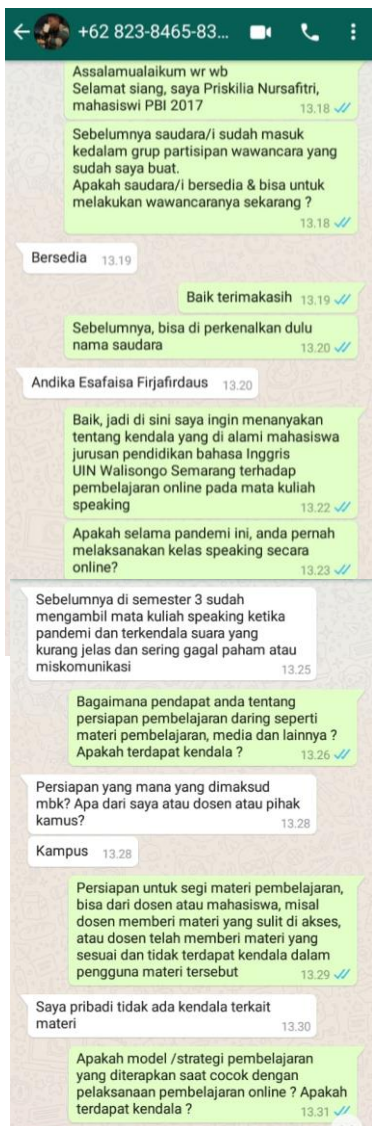 +62 823-8465-83...
Assalamualaikum wr wb
Selamat siang, saya Priskilia Nursafitri,
mahasiswi PBI 2017
13.18
Sebelumnya saudara/i sudah masuk
kedalam grup partisipan wawancara yang
sudah saya buat.
Apakah saudara/i bersedia & bisa untuk
melakukan wawancaranya sekarang ?
13.18
Bersedia 13.19
Baik terimakasih 13.19
Sebelumnya, bisa di perkenalkan dulu
nama saudara
13.20
Andika Esafaisa Firjafirdaus 13.20
Baik, jadi di sini saya ingin menanyakan
tentang kendala yang di alami mahasiswa
jurusan pendidikan bahasa Inggris
UIN Walisongo Semarang terhadap
pembelajaran online pada mata kuliah
speaking
13.22
Apakah selama pandemi ini, anda pernah
melaksanakan kelas speaking secara
online?
13.23
Sebelumnya di semester 3 sudah
mengambil mata kuliah speaking ketika
pandemi dan terkendala suara yang
kurang jelas dan sering gagal paham atau
miskomunikasi
13.25
Bagaimana pendapat anda tentang
persiapan pembelajaran daring seperti
materi pembelajaran, media dan lainnya ?
Apakah terdapat kendala ?
13.26
Persiapan yang mana yang dimaksud
mbk? Apa dari saya atau dosen atau pihak
kamus?
13.28
Kampus 13.28
Persiapan untuk segi materi pembelajaran,
bisa dari dosen atau mahasiswa, misal
dosen memberi materi yang sulit di akses,
atau dosen telah memberi materi yang
sesuai dan tidak terdapat kendala dalam
pengguna materi tersebut
13.29
Saya pribadi tidak ada kendala terkait
materi
13.30
Apakah model /strategi pembelajaran
yang diterapkan saat cocok dengan
pelaksanaan pembelajaran online ? Apakah
terdapat kendala ?
13.31